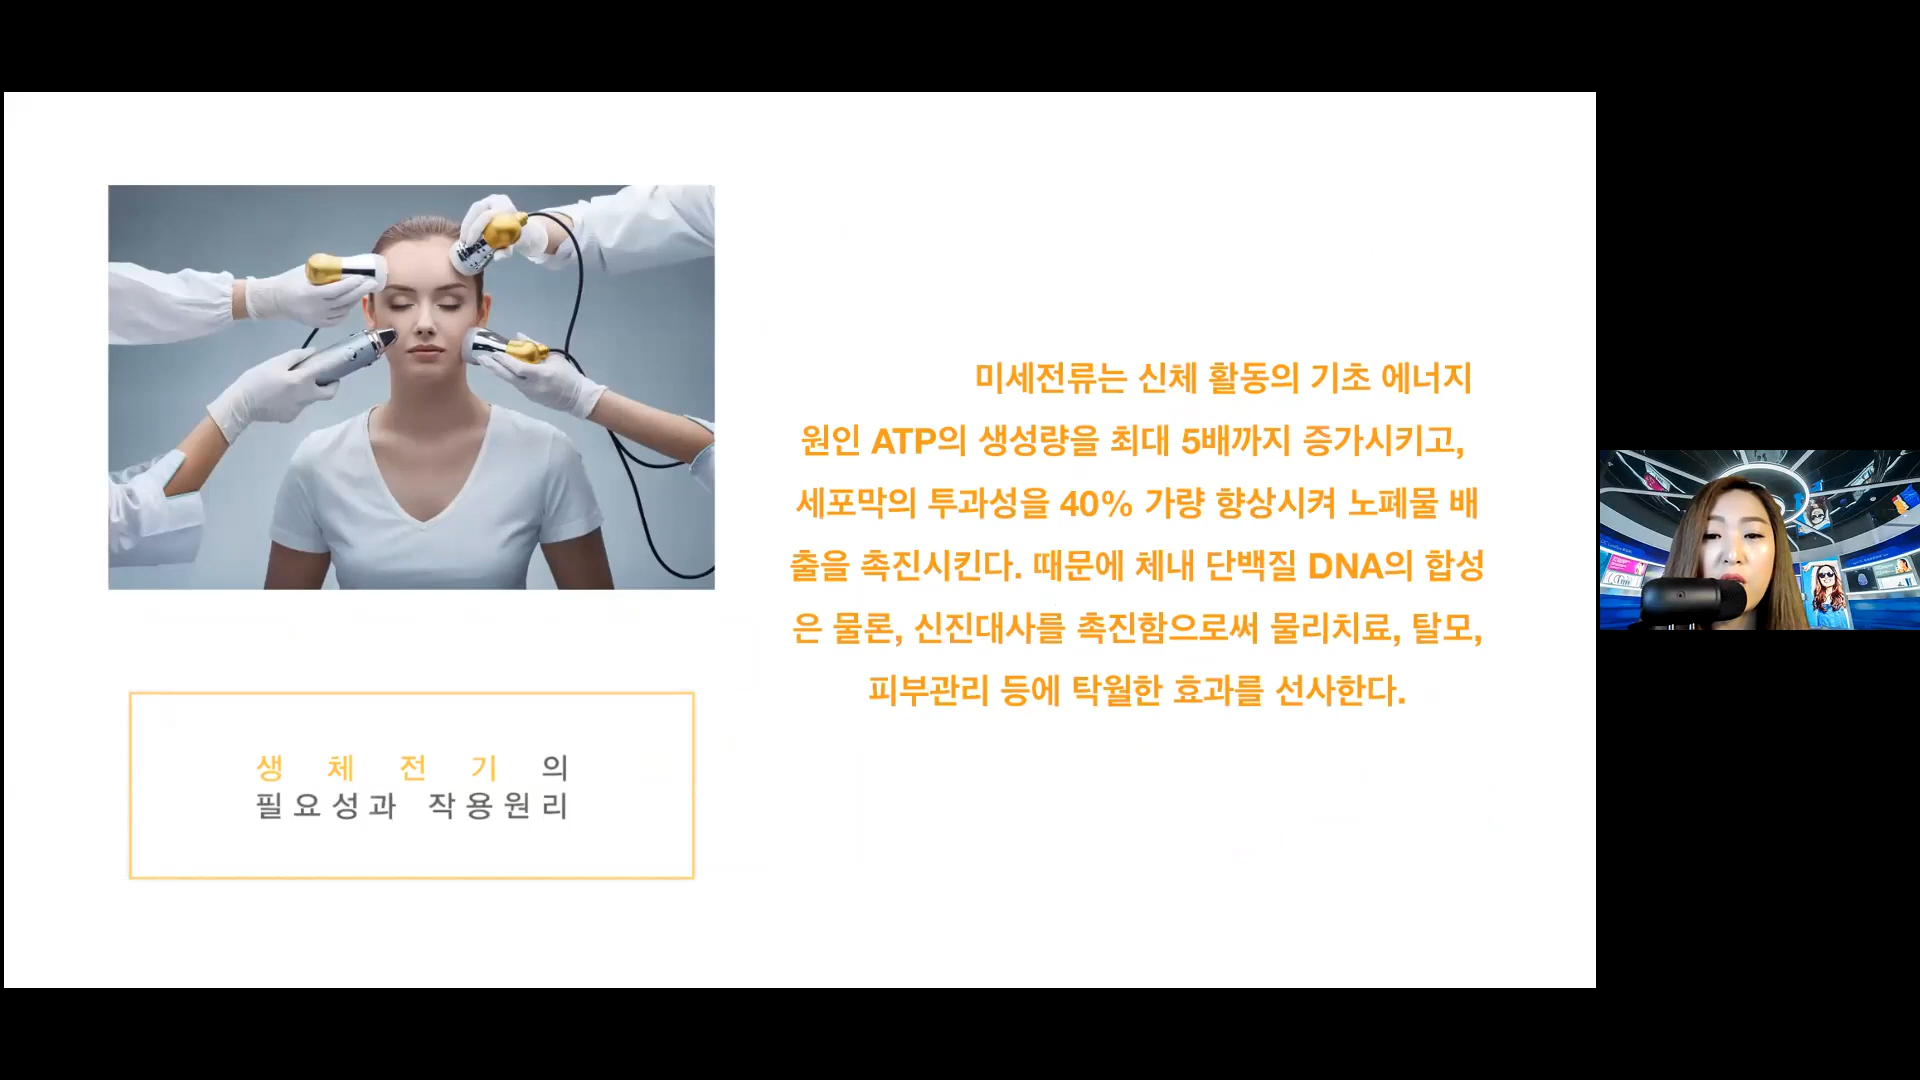 미세전류는 신체 활동의 기초 에너지
원인 ATP의 생성량을 최대 5배까지 증가시키고,
세포막의 투과성을 40% 가량 향상시켜 노폐물 배
출을 촉진시킨다. 때문에 체내 단백질 DNA의 합성
은 물론, 신진대사를 촉진함으로써 물리치료, 탈모,
피부관리 등에 탁월한 효과를 선사한다.
생 체 전 기 의
필요성과 작용원리